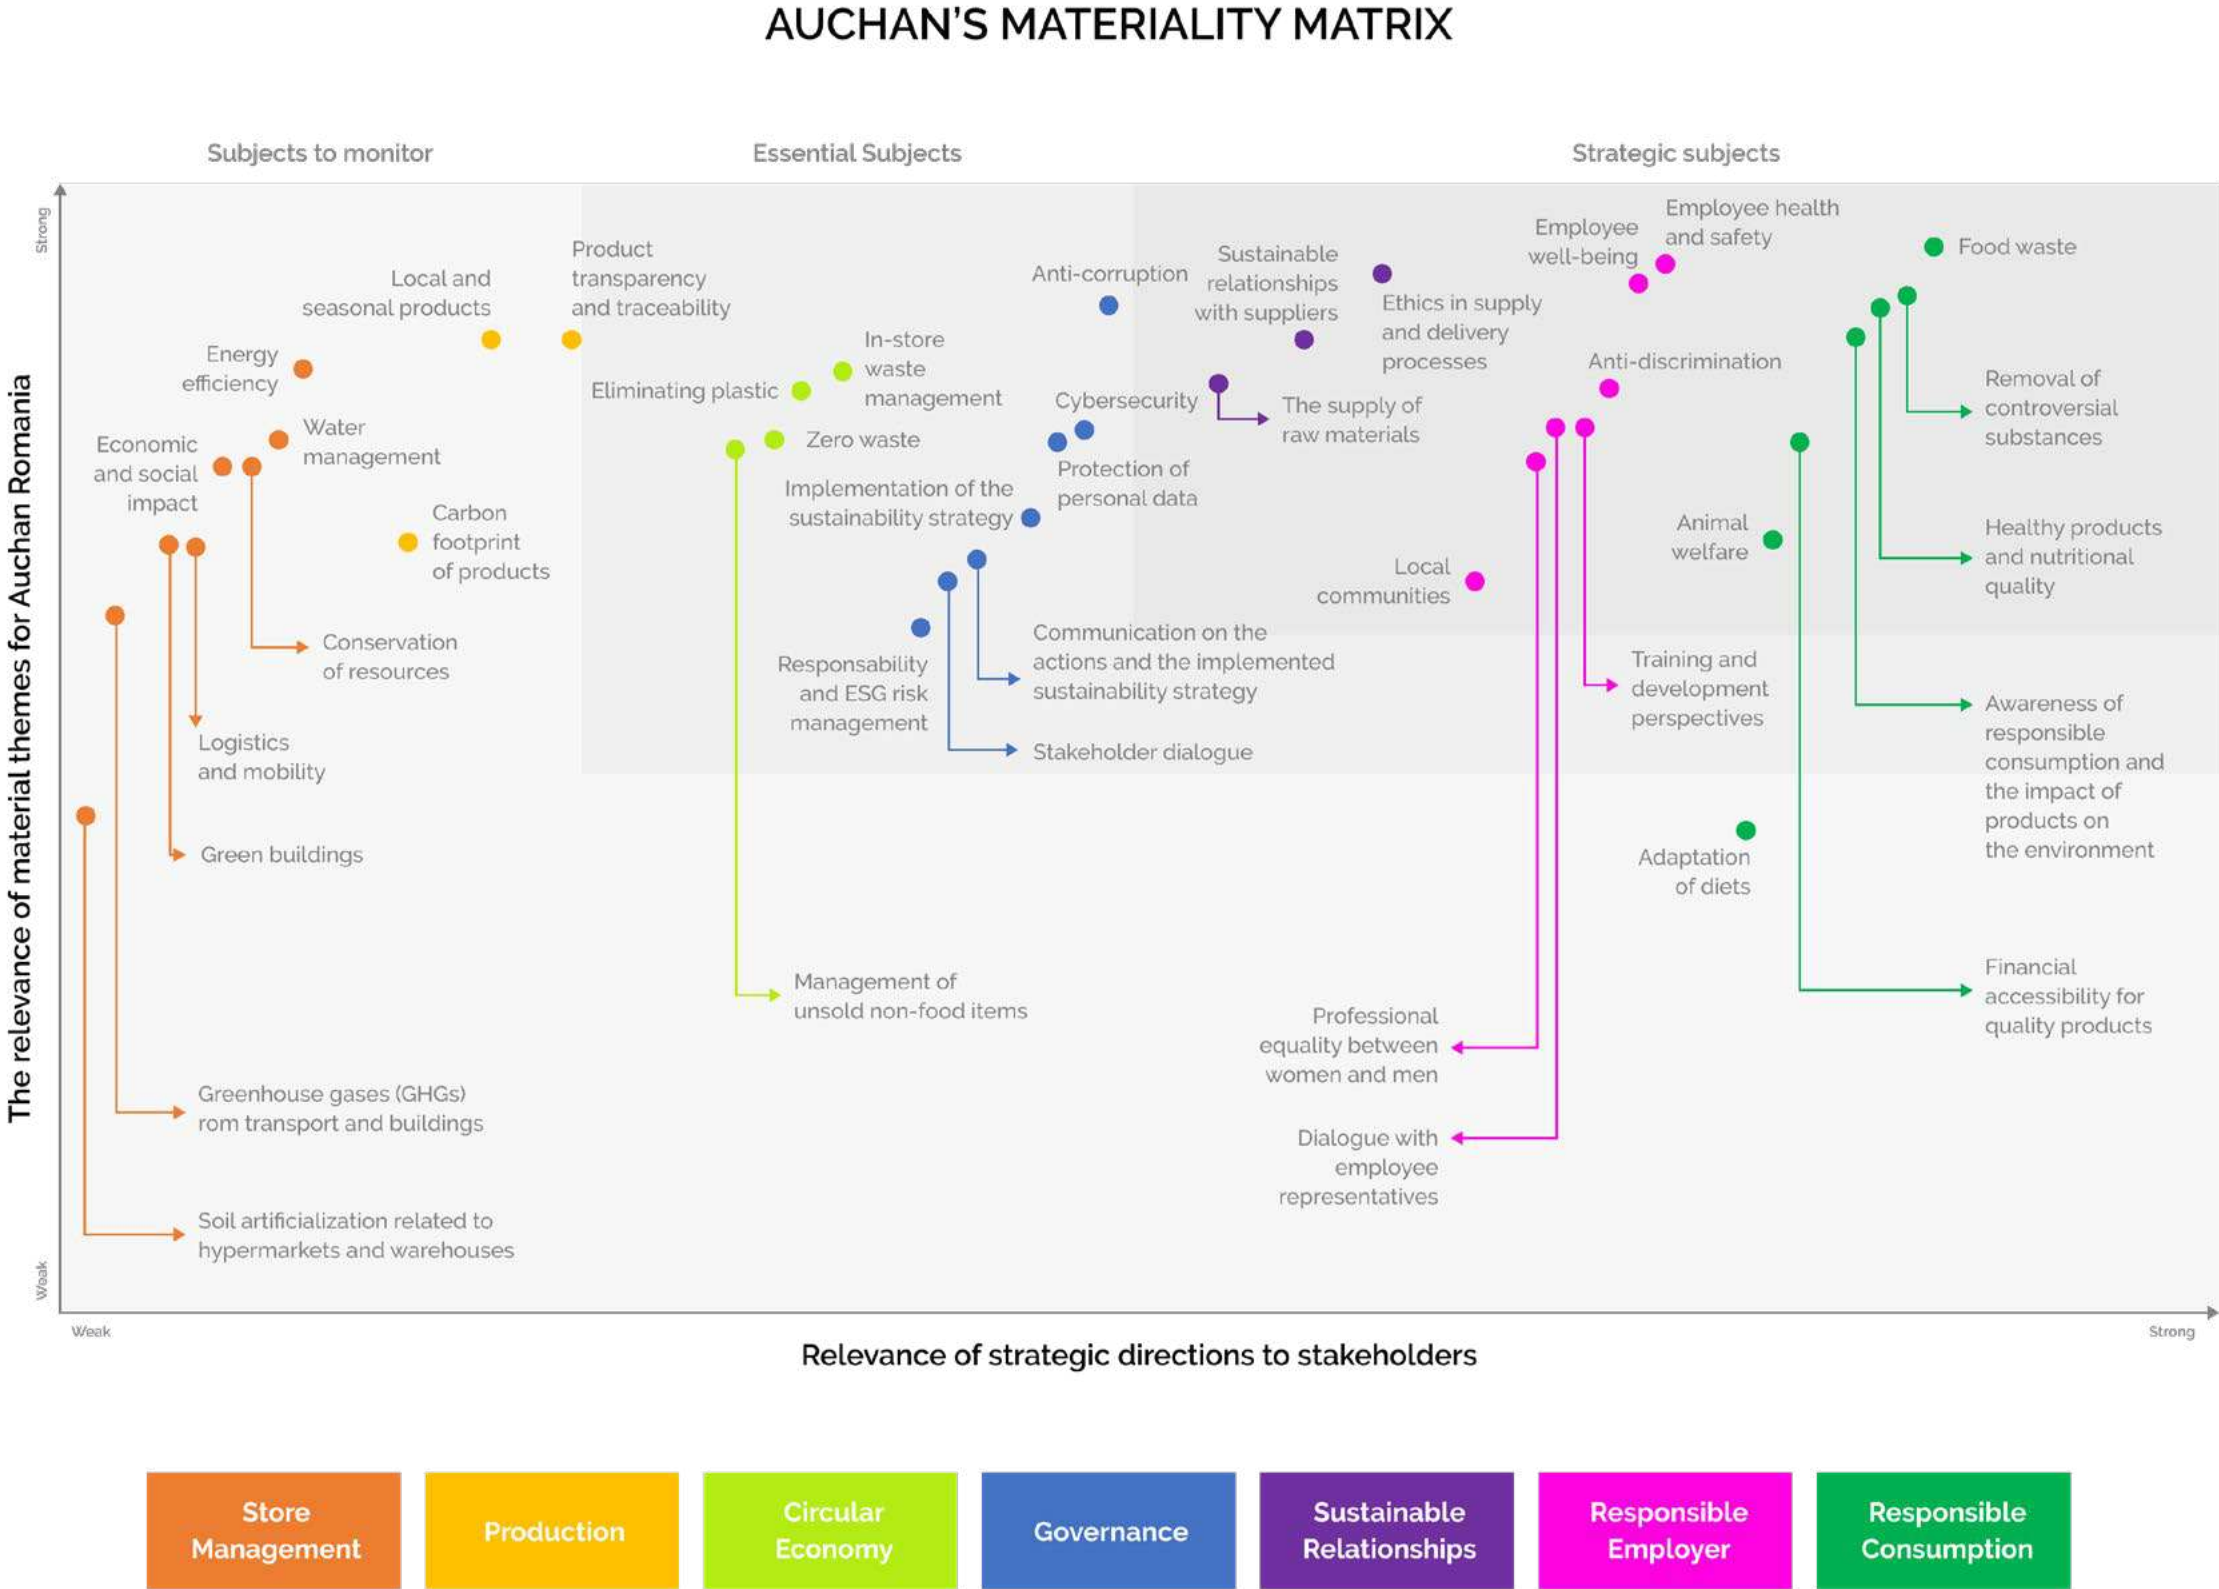 AUCHAN'S MATERIALITY MATRIX
Subjects to monitor
Essential Subjects
Strategic subjects
The relevance of material themes for Auchan Romania
Strong
Weak
Local and
seasonal products
Product
transparency
and traceability
Energy
efficiency
Economic
and social
impact
Water
management
Carbon
footprint
of products
Conservation
of resources
Logistics
and mobility
Green buildings
Greenhouse gases (GHGs)
rom transport and buildings
Soil artificialization related to
hypermarkets and warehouses
Eliminating plastic
In-store
waste
management
Zero waste
Anti-corruption
Cybersecurity
Protection of
personal data
Implementation of the
sustainability strategy
Responsability
and ESG risk
management
Communication on the
actions and the implemented
sustainability strategy
Stakeholder dialogue
Management of
unsold non-food items
Sustainable
relationships
with suppliers
Ethics in supply
and delivery
processes
The supply of
raw materials
Employee
well-being
Employee health
and safety
Anti-discrimination
Local
communities
Training and
development
perspectives
Professional
equality between
women and men
Dialogue with
employee
representatives
Food waste
Removal of
controversial
substances
Animal
welfare
Healthy products
and nutritional
quality
Awareness of
responsible
consumption and
the impact of
products on
the environment
Adaptation
of diets
Financial
accessibility for
quality products
Weak
Strong
Relevance of strategic directions to stakeholders
Store
Management
Production
Circular
Economy
Governance
Sustainable
Relationships
Responsible
Employer
Responsible
Consumption